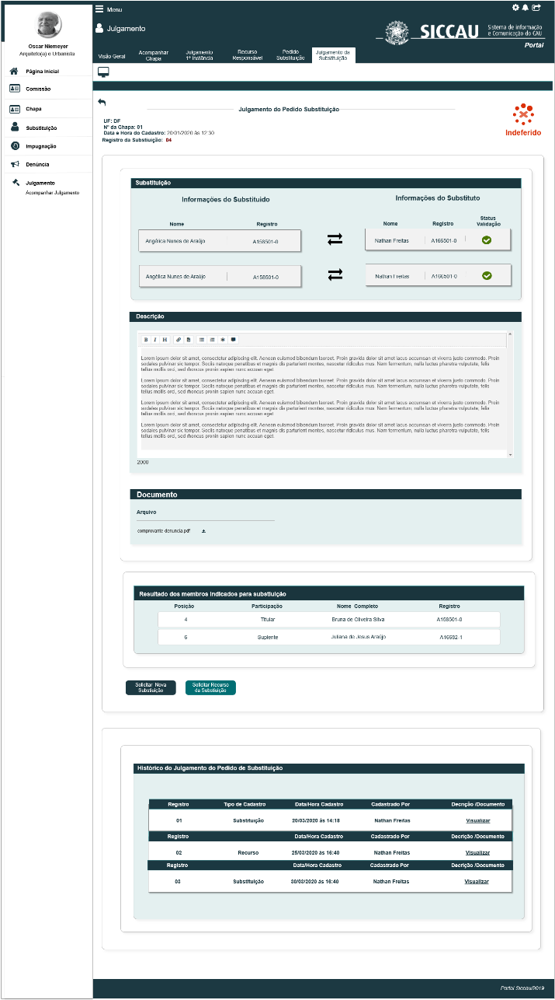 Menu
Julgamento
SICCAU
Sistema de informação
e Comunicação do CAU
Portal
Oscar Niemeyer
Arquiteto(a) e Urbanista
Página Inicial
Comissão
Chapa
Substituição
Impugnação
Denúncia
Julgamento
Acompanhar Julgamento
Visão Geral
Acompanhar
Chapa
Julgamento
1º Instância
Recurso
Responsável
Pedido
Substituição
Julgamento da
Substituição
Julgamento do Pedido Substituição
UF: DF
Nº da Chapa: 01
Data e Hora do Cadastro: 20/01/2020 às 12:30
Registro da Substiuição: 04
Indeferido
Substituição
Informações do Substituido
Informações do Substituto
Nome Registro
Nome Registro Status
Validação
Angélica Nunes de Araújo A158501-0
Nathan Freitas A166501-0
Angélica Nunes de Araújo A158501-0
Nathan Freitas A166501-0
Descrição
B I H
Lorem ipsum dolor sit amet, consectetur adipiscing elit. Aenean euismod bibendum laoreet. Proin gravida dolor sit amet lacus accumsan et viverra justo commodo. Proin
sodales pulvinar sic tempor. Sociis natoque penatibus et magnis dis parturient montes, nascetur ridiculus mus. Nam fermentum, nulla luctus pharetra vulputate, felis
tellus mollis orci, sed rhoncus pronin sapien nunc accuan eget.
Lorem ipsum dolor sit amet, consectetur adipiscing elit. Aenean euismod bibendum laoreet. Proin gravida dolor sit amet lacus accumsan et viverra justo commodo. Proin
sodales pulvinar sic tempor. Sociis natoque penatibus et magnis dis parturient montes, nascetur ridiculus mus. Nam fermentum, nulla luctus pharetra vulputate, felis
tellus mollis orci, sed rhoncus pronin sapien nunc accuan eget.
Lorem ipsum dolor sit amet, consectetur adipiscing elit. Aenean euismod bibendum laoreet. Proin gravida dolor sit amet lacus accumsan et viverra justo commodo. Proin
sodales pulvinar sic tempor. Sociis natoque penatibus et magnis dis parturient montes, nascetur ridiculus mus. Nam fermentum, nulla luctus pharetra vulputate, felis
tellus mollis orci, sed rhoncus pronin sapien nunc accuan eget.
Lorem ipsum dolor sit amet, consectetur adipiscing elit. Aenean euismod bibendum laoreet. Proin gravida dolor sit amet lacus accumsan et viverra justo commodo. Proin
sodales pulvinar sic tempor. Sociis natoque penatibus et magnis dis parturient montes, nascetur ridiculus mus. Nam fermentum, nulla luctus pharetra vulputate, felis
tellus mollis orci, sed rhoncus pronin sapien nunc accuan eget.
2000
Documento
Arquivo
comprovante-denuncia.pdf
Resultado dos membros indicados para substiuição
Posição Participação Nome Completo Registro
4 Titular Bruna de Oliveira Silva A158501-0
6 Suplente Juliana de Jesus Araújo A16682-1
Solicitar Nova
Substiuição
Solicitar Recurso
da Substiuição
Histórico do Julgamento do Pedido de Substituição
Registro Tipo de Cadastro Data/Hora Cadastro Cadastrado Por Decrição /Documento
01 Substituição 20/03/2020 às 14:18 Nathan Freitas Visualizar
Registro Data/Hora Cadastro Cadastrado Por Decrição /Documento
02 Recurso 25/03/2020 às 16:40 Nathan Freitas Visualizar
Registro Data/Hora Cadastro Cadastrado Por Decrição /Documento
03 Substituição 30/03/2020 às 16:40 Nathan Freitas Visualizar
Portal Siccau/2019